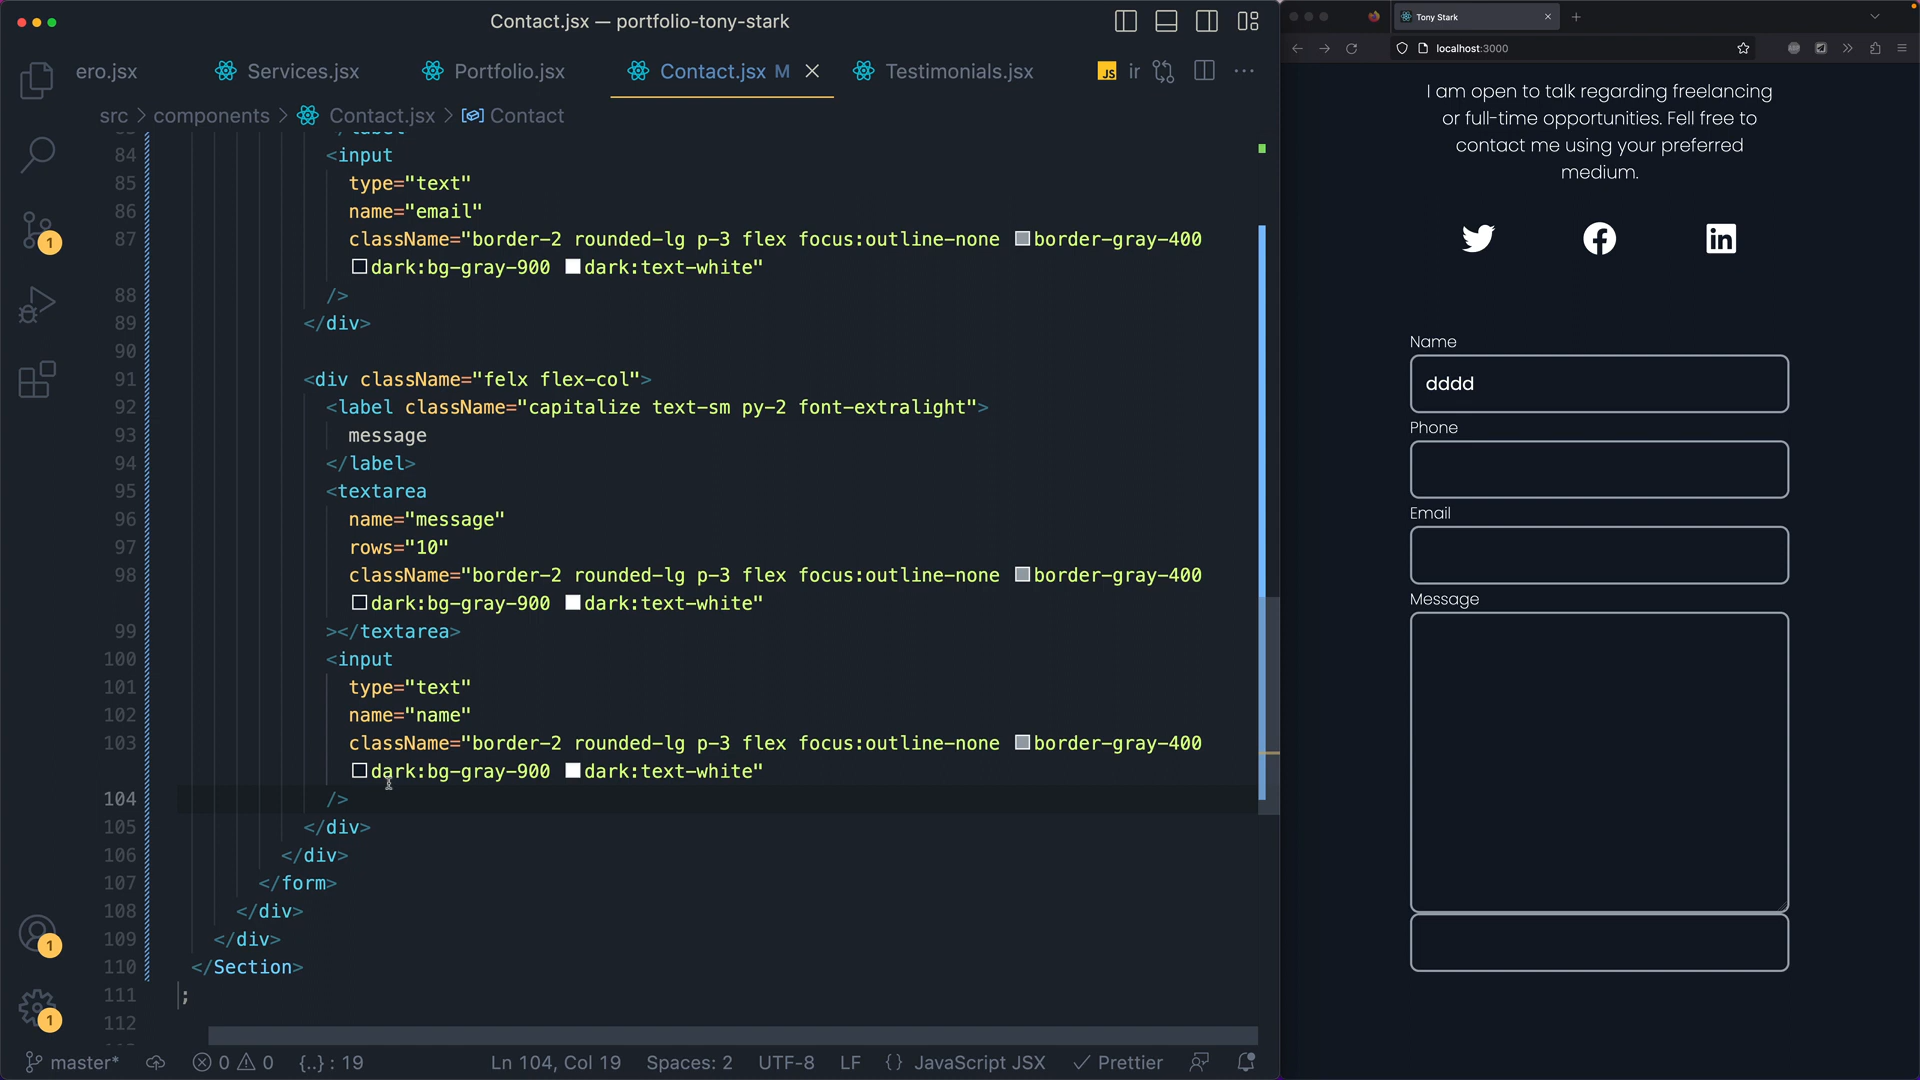 Contact.jsx — portfolio-tony-stark
ero.jsx
Services.jsx
Portfolio.jsx
Contact.jsx M
Testimonials.jsx
JS
ir
src > components > Contact.jsx > Contact
84 <input
85 type="text"
86 name="email"
87 className="border-2 rounded-lg p-3 flex focus:outline-none border-gray-400
dark:bg-gray-900 dark:text-white"
88 />
89 </div>
90
91 <div className="felx flex-col">
92 <label className="capitalize text-sm py-2 font-extralight">
93 message
94 </label>
95 <textarea
96 name="message"
97 rows="10"
98 className="border-2 rounded-lg p-3 flex focus:outline-none border-gray-400
dark:bg-gray-900 dark:text-white"
99 ></textarea>
100 <input
101 type="text"
102 name="name"
103 className="border-2 rounded-lg p-3 flex focus:outline-none border-gray-400
dark:bg-gray-900 dark:text-white"
104 />
105 </div>
106 </div>
107 </form>
108 </div>
109 </div>
110 </Section>
111 ;
112
1
1
1
master*
0
0
{..} : 19
Ln 104, Col 19
Spaces: 2
UTF-8
LF
{} JavaScript JSX
Prettier
Tony Stark
localhost:3000
I am open to talk regarding freelancing
or full-time opportunities. Fell free to
contact me using your preferred
medium.
Name
dddd
Phone
Email
Message